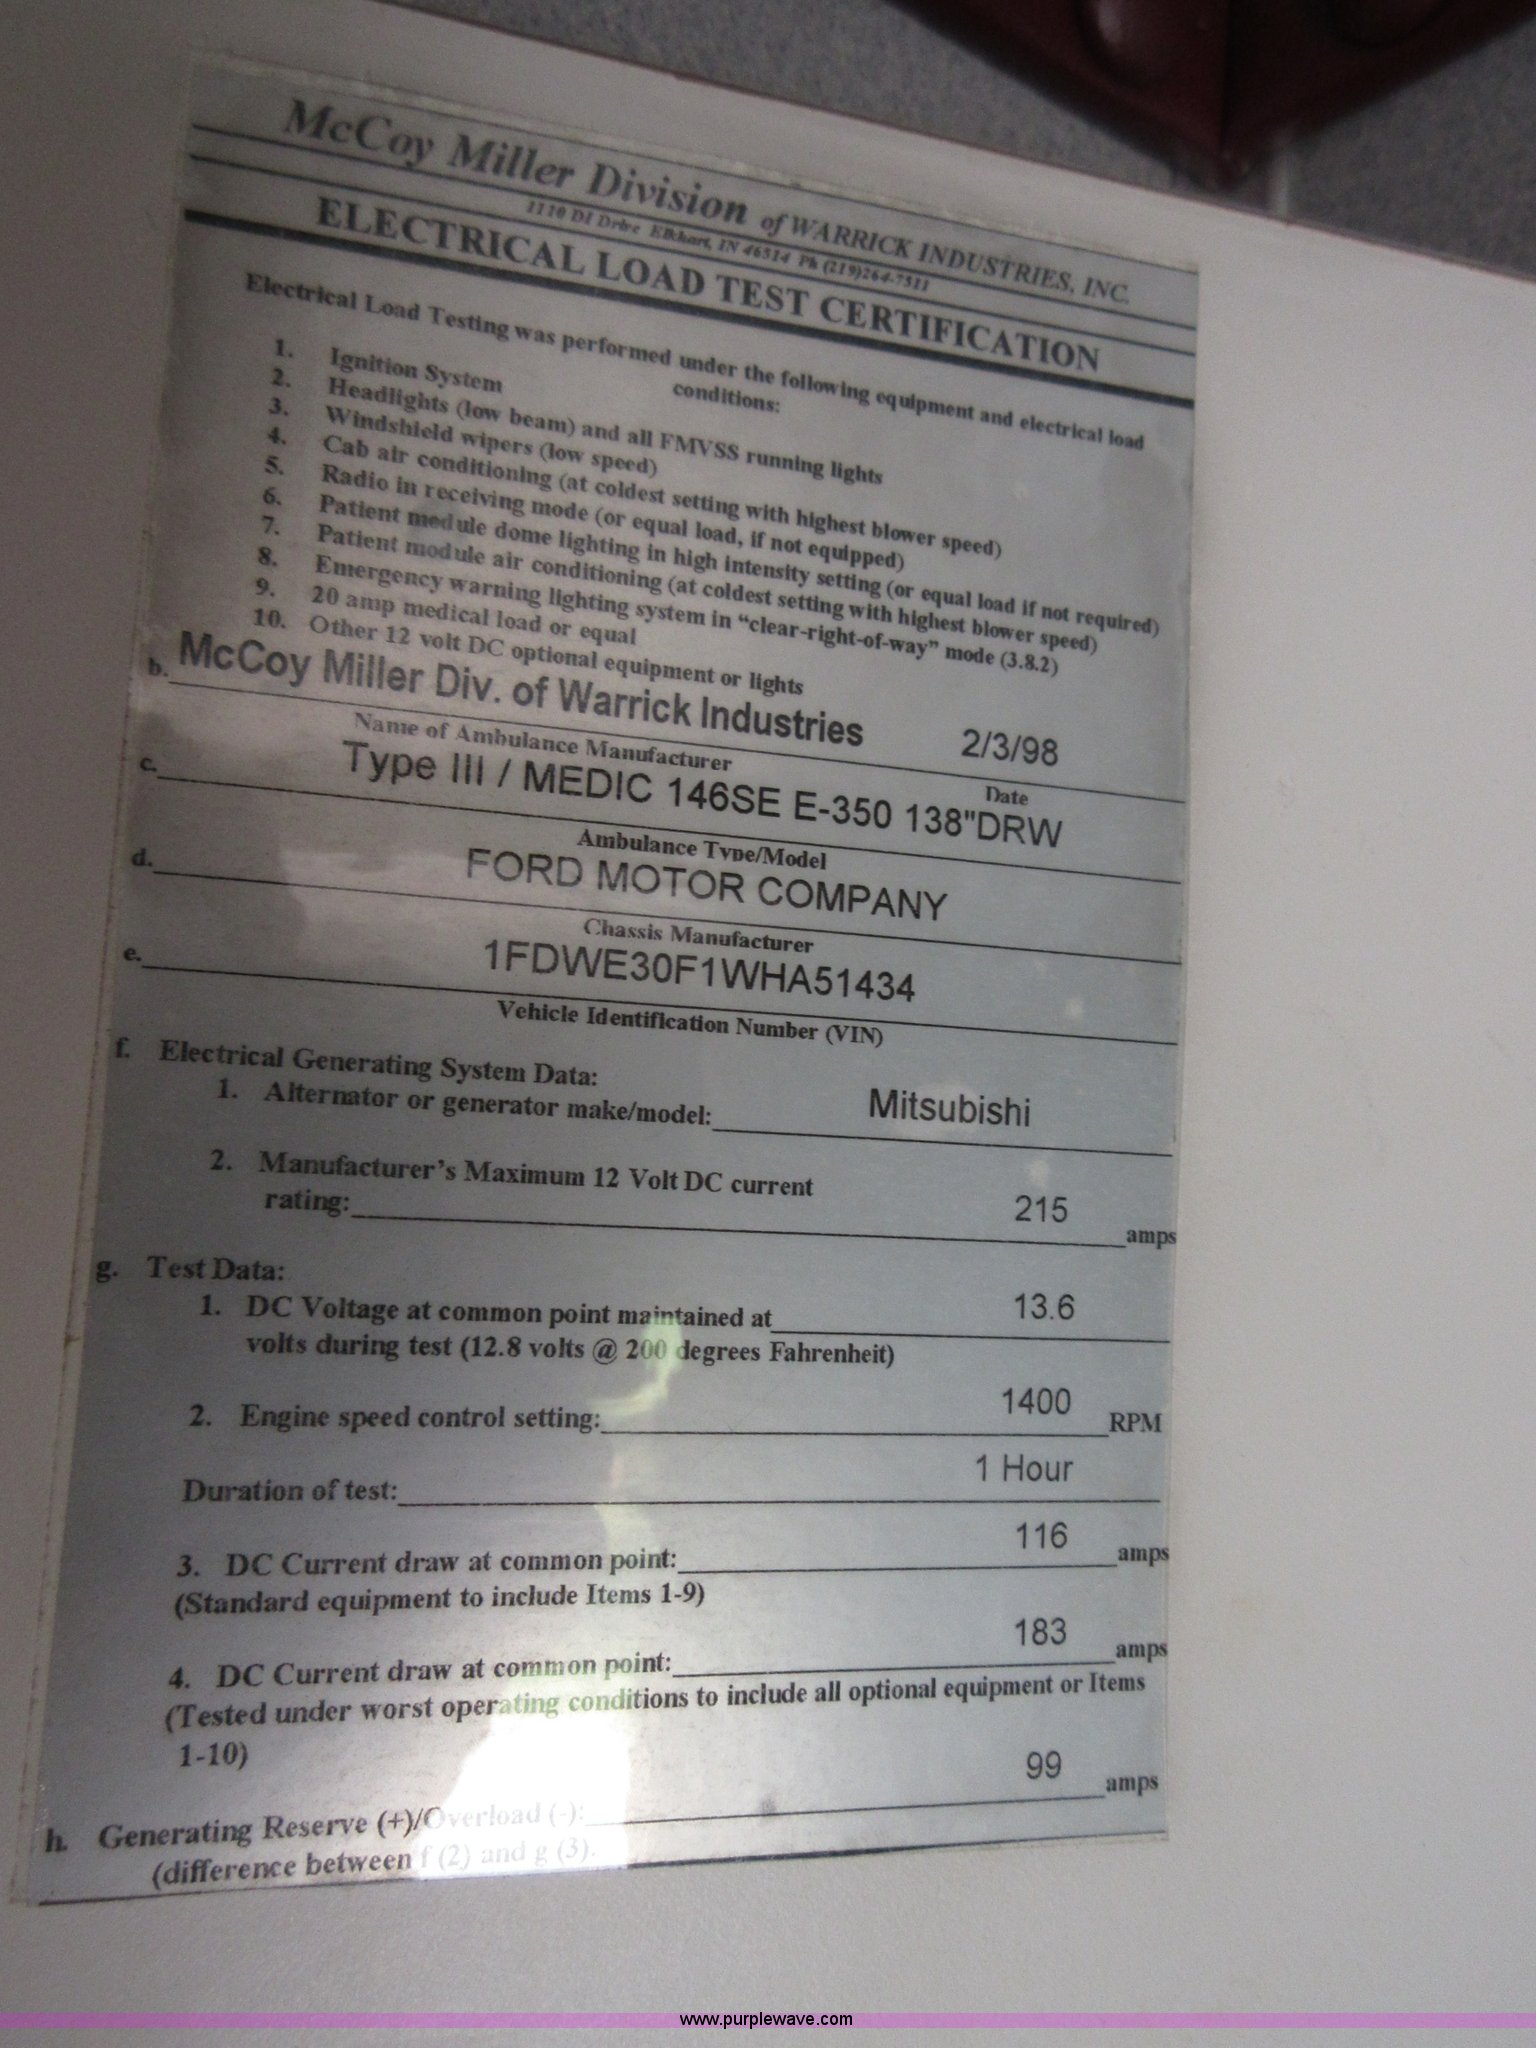 McCoy Miller Division of WARRICK INDUSTRIES, INC.
1110 DI Drive Elkhart, IN 46514 Ph (219)264-7511
ELECTRICAL LOAD TEST CERTIFICATION
Electrical Load Testing was performed under the following equipment and electrical load
conditions:
1. Ignition System
2. Headlights (low beam) and all FMVSS running lights
3. Windshield wipers (low speed)
4. Cab air conditioning (at coldest setting with highest blower speed)
5. Radio in receiving mode (or equal load, if not equipped)
6. Patient module dome lighting in high intensity setting (or equal load if not required)
7. Patient module air conditioning (at coldest setting with highest blower speed)
8. Emergency warning lighting system in “clear-right-of-way” mode (3.8.2)
9. 20 amp medical load or equal
10. Other 12 volt DC optional equipment or lights
b. McCoy Miller Div. of Warrick Industries 2/3/98
Name of Ambulance Manufacturer Date
c. Type III / MEDIC 146SE E-350 138"DRW
Ambulance Type/Model
d. FORD MOTOR COMPANY
Chassis Manufacturer
e. 1FDWE30F1WHA51434
Vehicle Identification Number (VIN)
f. Electrical Generating System Data:
1. Alternator or generator make/model: Mitsubishi
2. Manufacturer’s Maximum 12 Volt DC current
rating: 215 amps
g. Test Data:
1. DC Voltage at common point maintained at 13.6
volts during test (12.8 volts @ 200 degrees Fahrenheit)
2. Engine speed control setting: 1400 RPM
Duration of test: 1 Hour
3. DC Current draw at common point: 116 amps
(Standard equipment to include Items 1-9)
4. DC Current draw at common point: 183 amps
(Tested under worst operating conditions to include all optional equipment or Items
1-10)
h. Generating Reserve (+)/Overload (-): 99 amps
(difference between f (2) and g (3).
www.purplewave.com